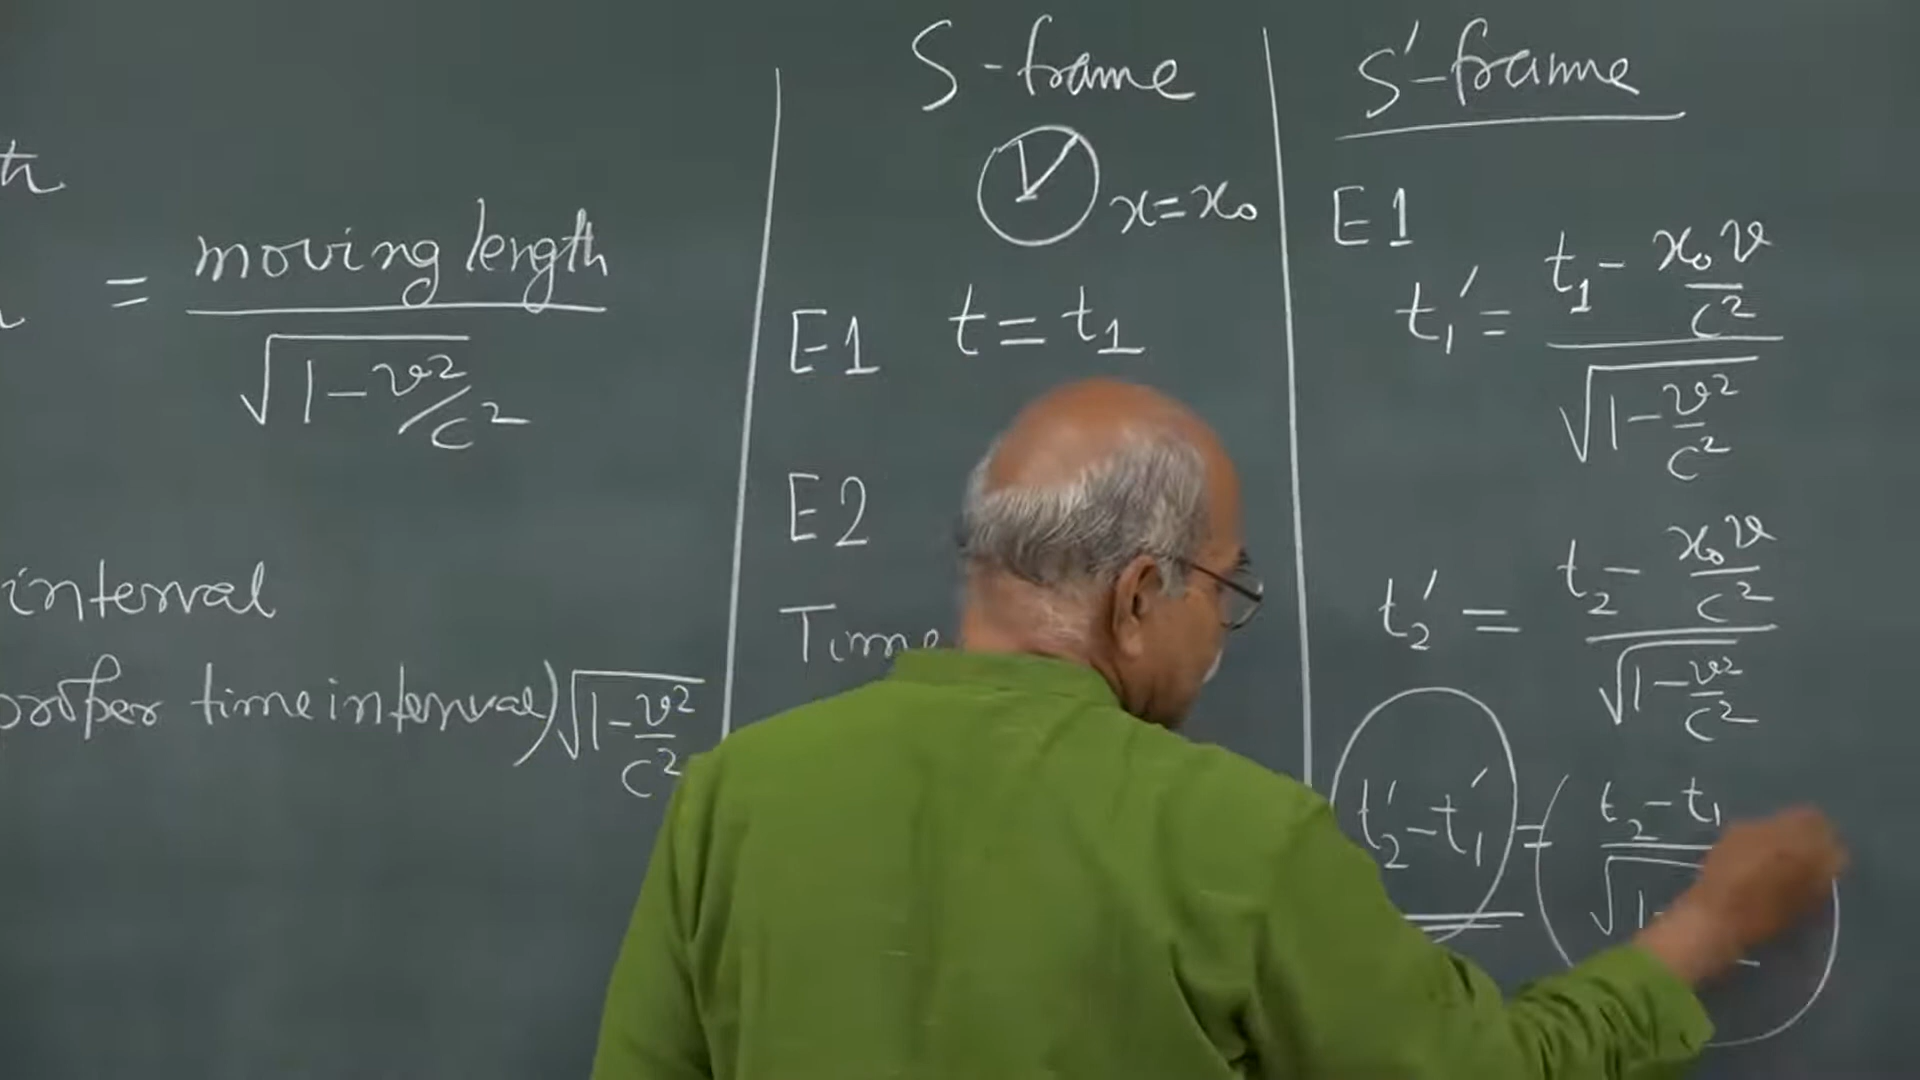 = moving length / √(1-v²/c²)
interval
proper time interval) √(1-v²/c²)
S-frame
x=x₀
E1 t=t₁
E2
Time
S'-frame
E1
t₁' = (t₁ - x₀v/c²) / √(1-v²/c²)
t₂' = (t₂ - x₀v/c²) / √(1-v²/c²)
t₂'-t₁' = (t₂-t₁) / √1-